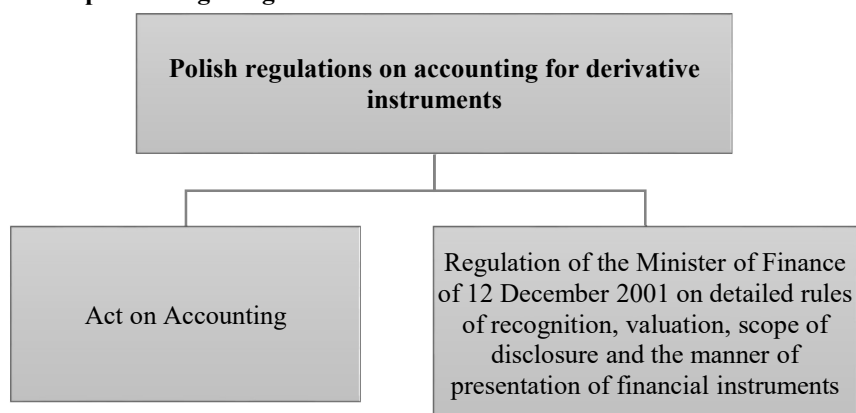 Polish regulations on accounting for derivative
instruments
Act on Accounting
Regulation of the Minister of Finance
of 12 December 2001 on detailed rules
of recognition, valuation, scope of
disclosure and the manner of
presentation of financial instruments